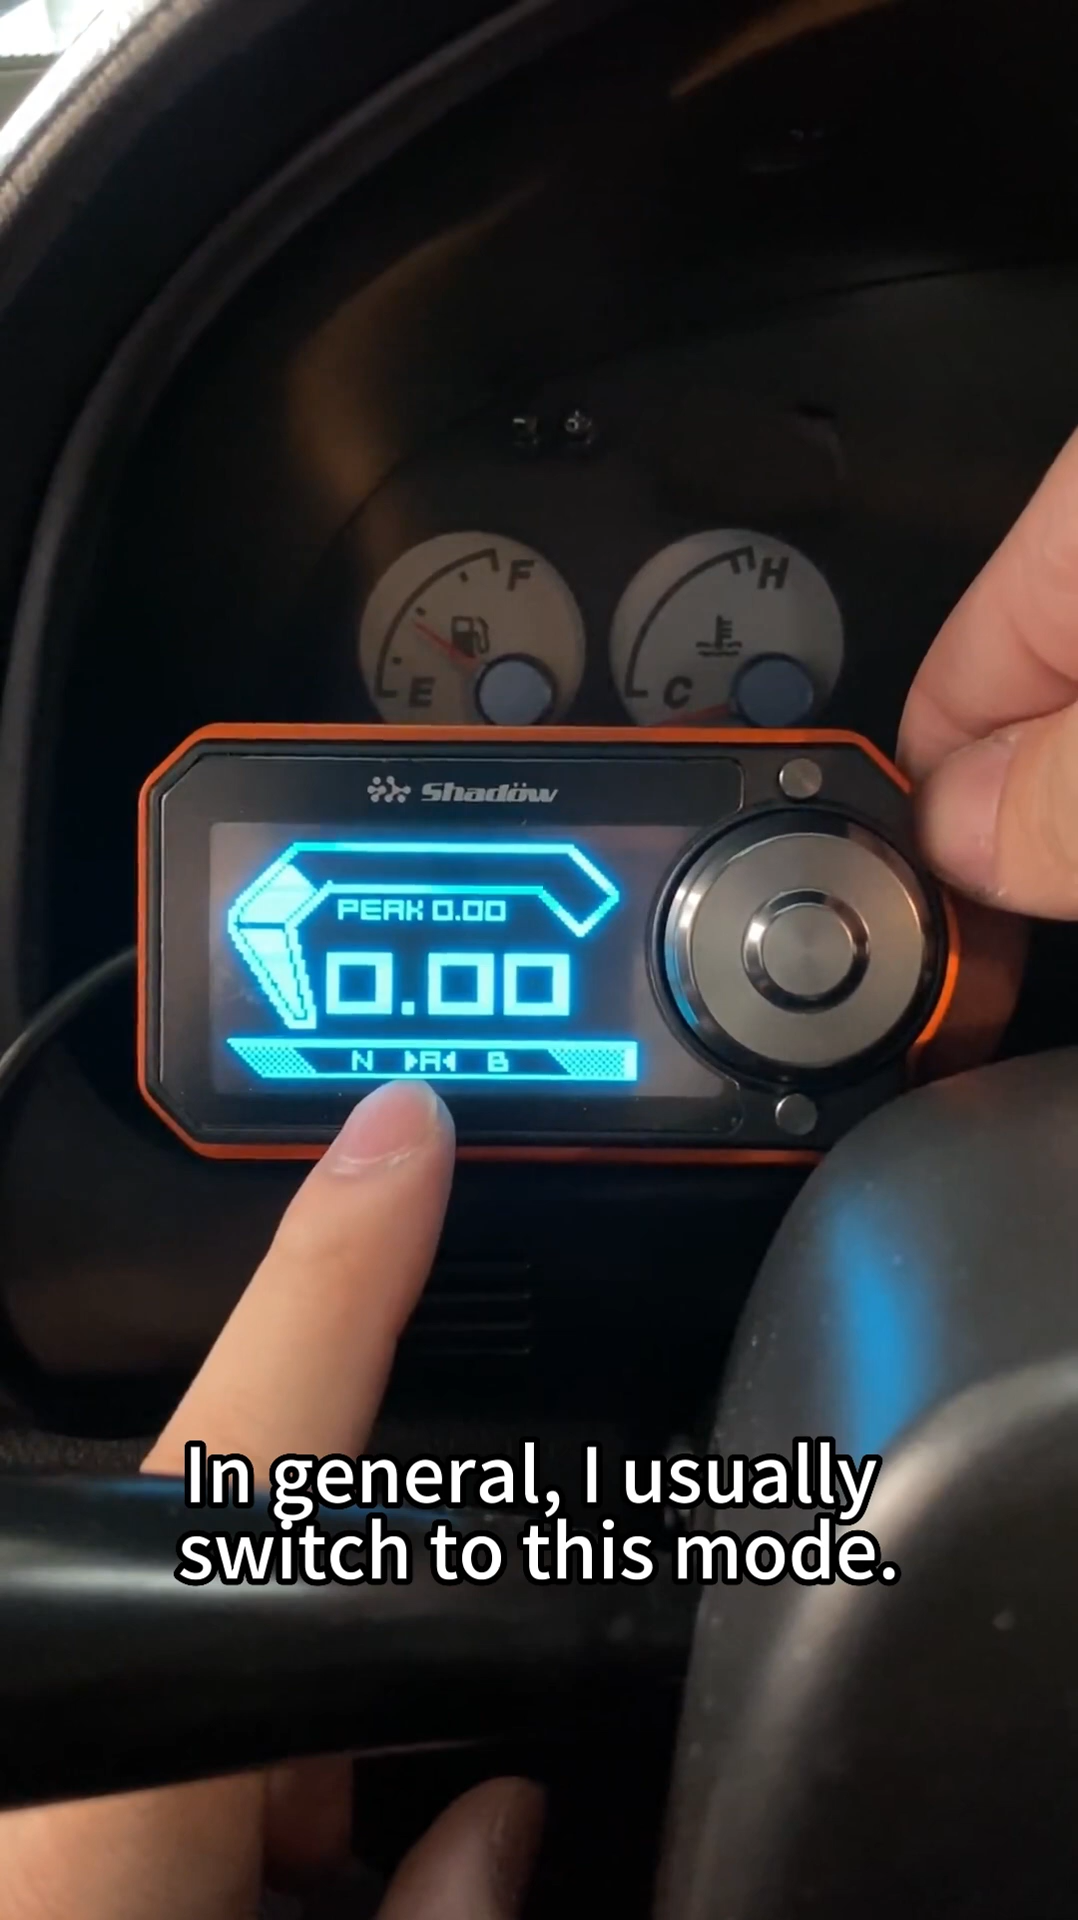 F
H
E
C
Shadöw
PEAK 0.00
0.00
N ▶A◀ B
In general, I usually
switch to this mode.